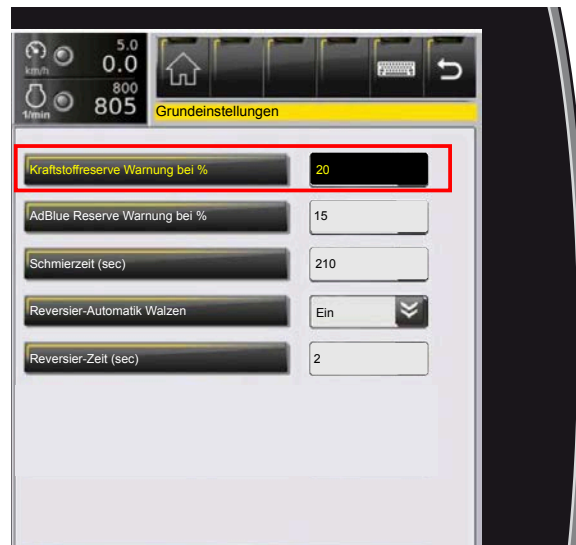 5.0
km/h 0.0
800
1/min 805
Grundeinstellungen
Kraftstoffreserve Warnung bei % 20
AdBlue Reserve Warnung bei % 15
Schmierzeit (sec) 210
Reversier-Automatik Walzen Ein
Reversier-Zeit (sec) 2